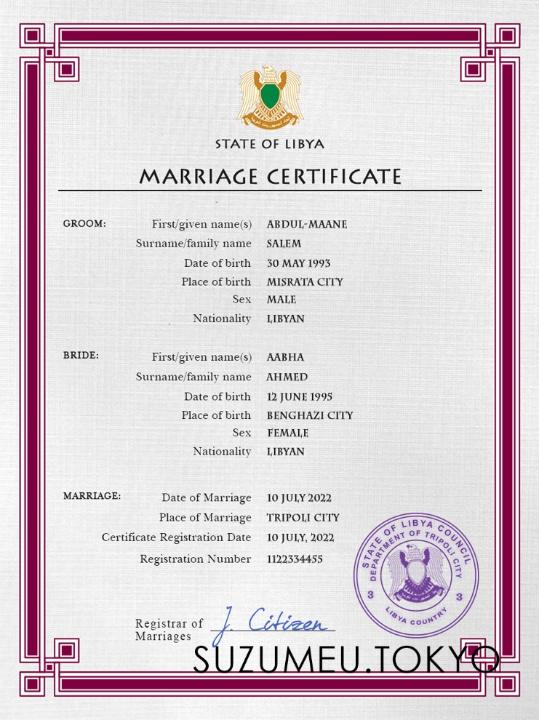 STATE OF LIBYA
MARRIAGE CERTIFICATE
GROOM: First/given name(s) ABDUL-MAANE
Surname/family name SALEM
Date of birth 30 MAY 1993
Place of birth MISRATA CITY
Sex MALE
Nationality LIBYAN
BRIDE: First/given name(s) AABHA
Surname/family name AHMED
Date of birth 12 JUNE 1995
Place of birth BENGHAZI CITY
Sex FEMALE
Nationality LIBYAN
MARRIAGE: Date of Marriage 10 JULY 2022
Place of Marriage TRIPOLI CITY
Certificate Registration Date 10 JULY, 2022
Registration Number 1122334455
STATE OF LIBYA COUNCIL
DEPARTMENT OF TRIPOLI CITY
3 3
LIBYA COUNTRY
Registrar of
Marriages J. Citizen
SUZUMEU.TOKYO